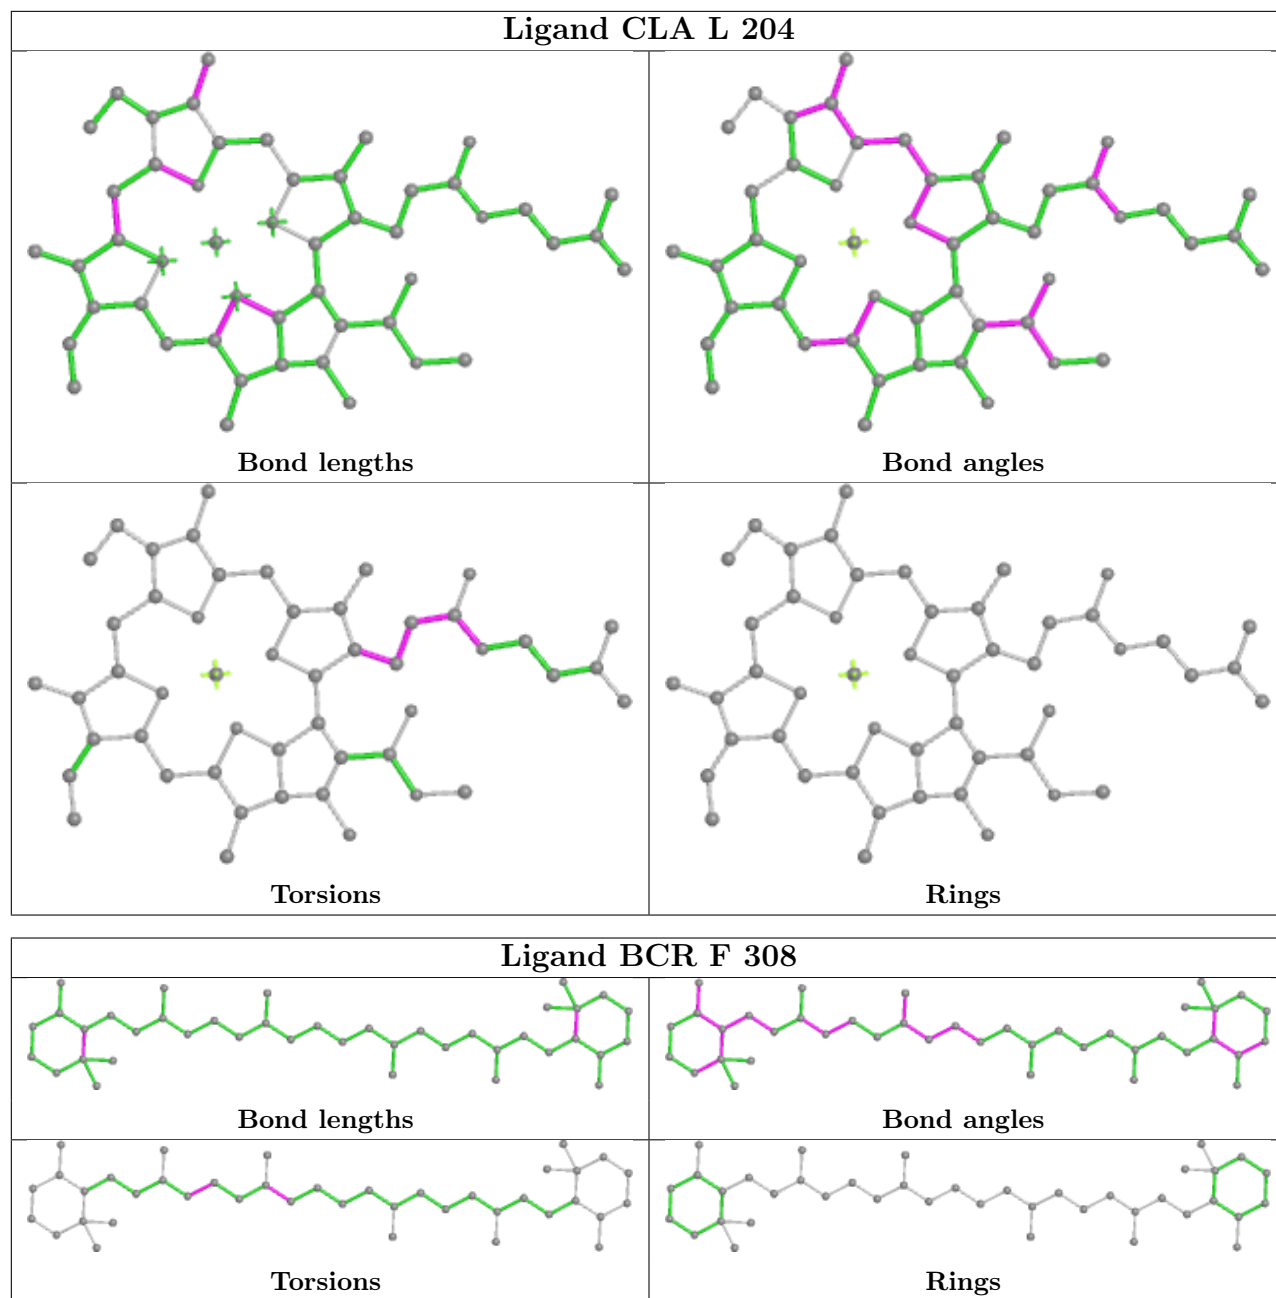 Ligand CLA L 204
Bond lengths
Bond angles
Torsions
Rings
Ligand BCR F 308
Bond lengths
Bond angles
Torsions
Rings